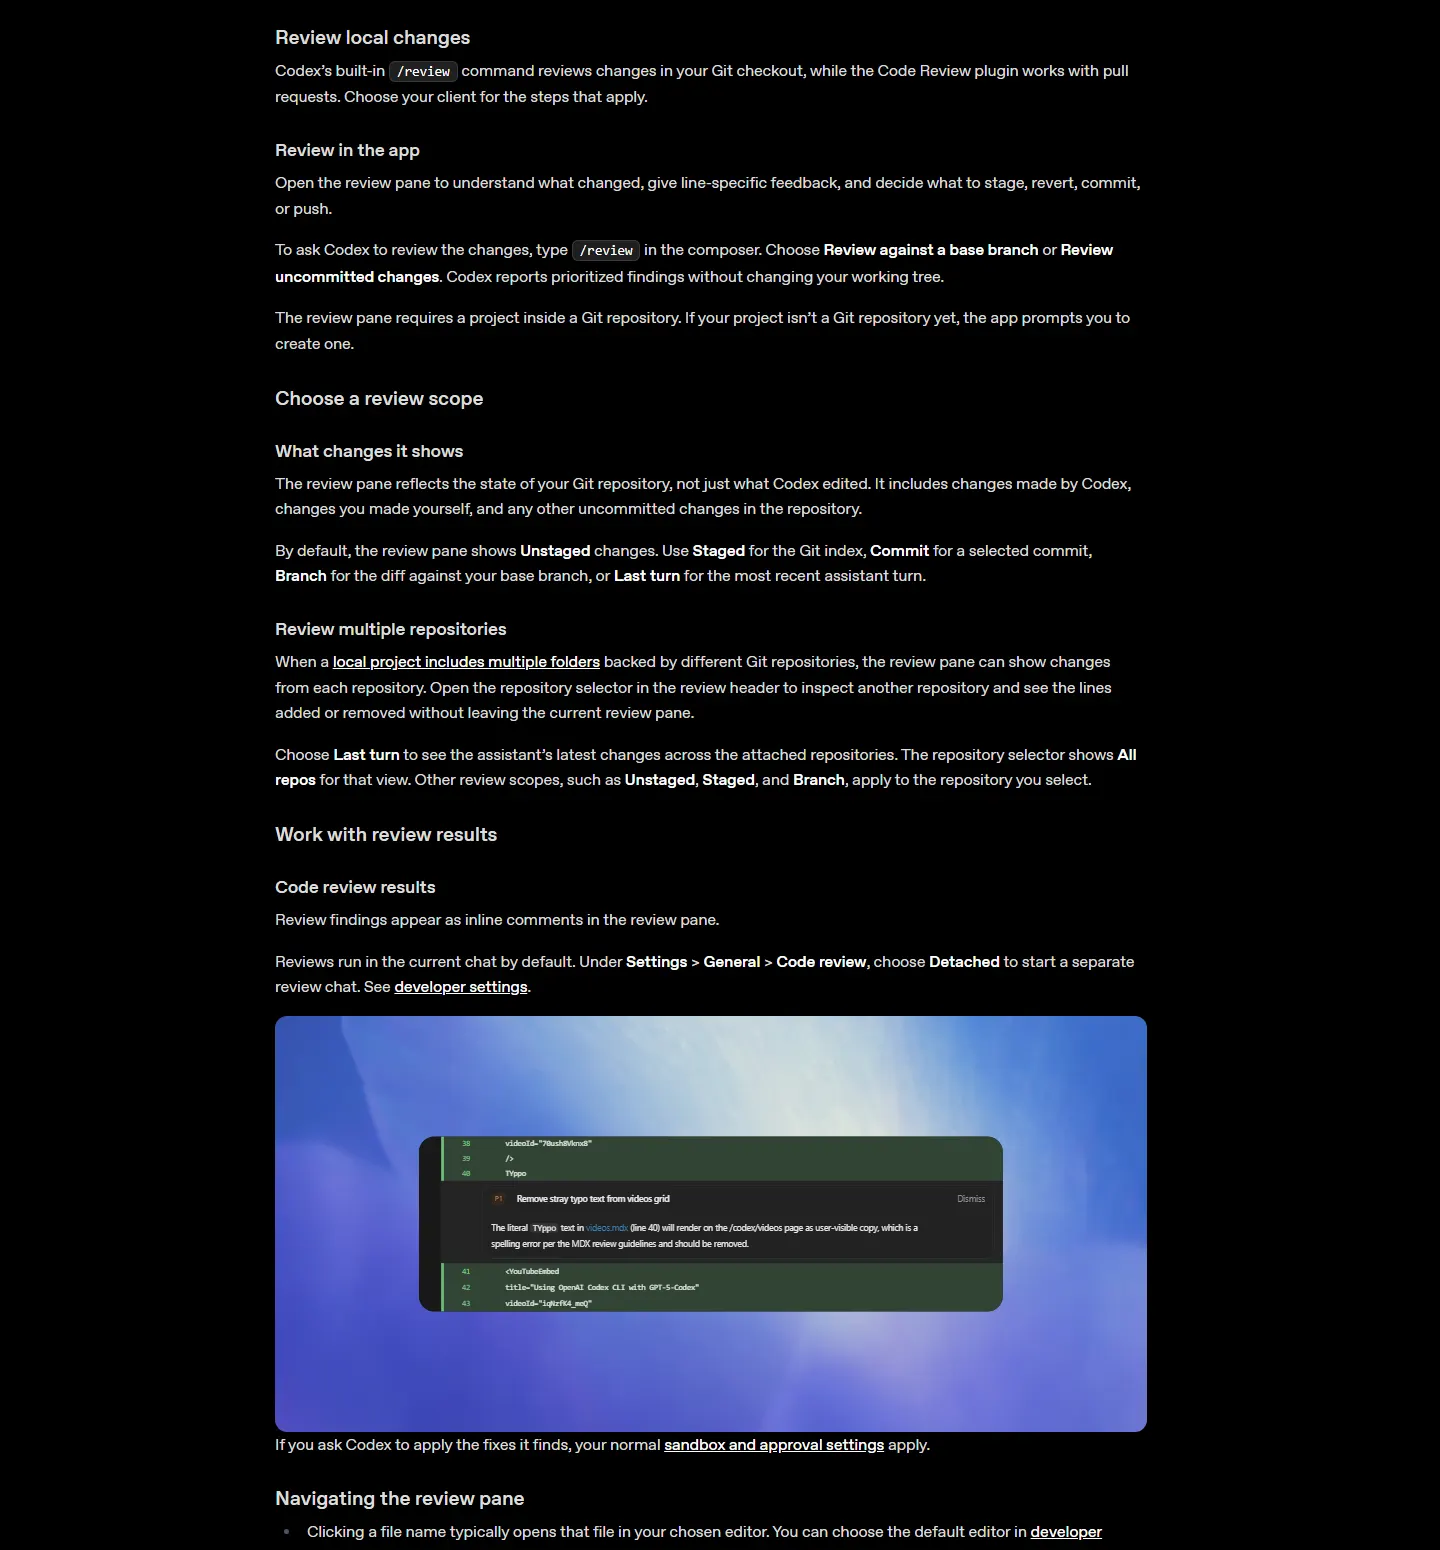 Review local changes
Codex’s built-in /review command reviews changes in your Git checkout, while the Code Review plugin works with pull
requests. Choose your client for the steps that apply.
Review in the app
Open the review pane to understand what changed, give line-specific feedback, and decide what to stage, revert, commit,
or push.
To ask Codex to review the changes, type /review in the composer. Choose Review against a base branch or Review
uncommitted changes. Codex reports prioritized findings without changing your working tree.
The review pane requires a project inside a Git repository. If your project isn’t a Git repository yet, the app prompts you to
create one.
Choose a review scope
What changes it shows
The review pane reflects the state of your Git repository, not just what Codex edited. It includes changes made by Codex,
changes you made yourself, and any other uncommitted changes in the repository.
By default, the review pane shows Unstaged changes. Use Staged for the Git index, Commit for a selected commit,
Branch for the diff against your base branch, or Last turn for the most recent assistant turn.
Review multiple repositories
When a local project includes multiple folders backed by different Git repositories, the review pane can show changes
from each repository. Open the repository selector in the review header to inspect another repository and see the lines
added or removed without leaving the current review pane.
Choose Last turn to see the assistant’s latest changes across the attached repositories. The repository selector shows All
repos for that view. Other review scopes, such as Unstaged, Staged, and Branch, apply to the repository you select.
Work with review results
Code review results
Review findings appear as inline comments in the review pane.
Reviews run in the current chat by default. Under Settings > General > Code review, choose Detached to start a separate
review chat. See developer settings.
38 videoId="70ush8Vknx8"
39 />
40 TYppo
P1 Remove stray typo text from videos grid Dismiss
The literal TYppo text in videos.mdx (line 40) will render on the /codex/videos page as user-visible copy, which is a
spelling error per the MDX review guidelines and should be removed.
41 <YouTubeEmbed
42 title="Using OpenAI Codex CLI with GPT-5-Codex"
43 videoId="iqNzfK4_meQ"
If you ask Codex to apply the fixes it finds, your normal sandbox and approval settings apply.
Navigating the review pane
• Clicking a file name typically opens that file in your chosen editor. You can choose the default editor in developer